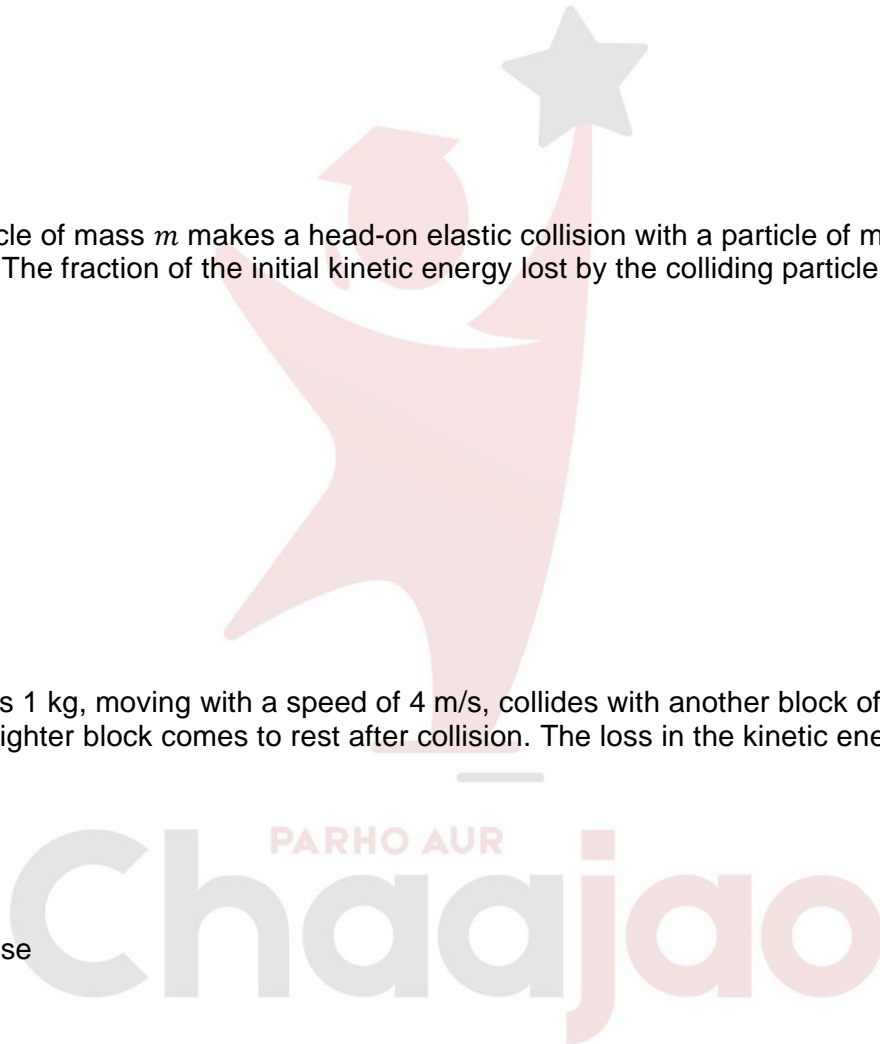 cle of mass m makes a head-on elastic collision with a particle of m
The fraction of the initial kinetic energy lost by the colliding particle
s 1 kg, moving with a speed of 4 m/s, collides with another block of
ighter block comes to rest after collision. The loss in the kinetic ene
PARHO AUR
Chaajao
se